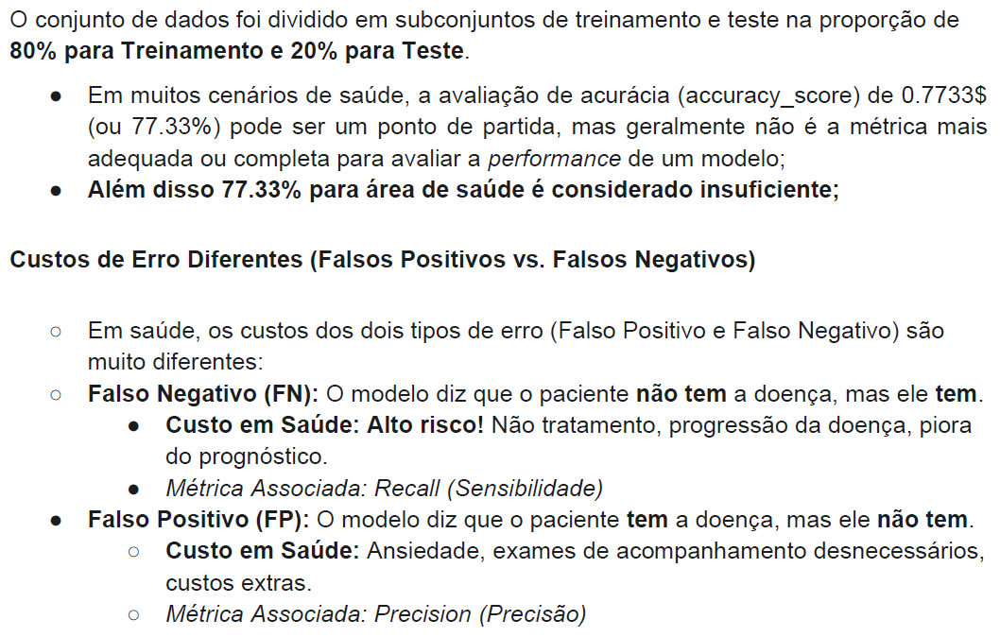 O conjunto de dados foi dividido em subconjuntos de treinamento e teste na proporção de
80% para Treinamento e 20% para Teste.
● Em muitos cenários de saúde, a avaliação de acurácia (accuracy_score) de 0.7733$
(ou 77.33%) pode ser um ponto de partida, mas geralmente não é a métrica mais
adequada ou completa para avaliar a performance de um modelo;
● Além disso 77.33% para área de saúde é considerado insuficiente;
Custos de Erro Diferentes (Falsos Positivos vs. Falsos Negativos)
○ Em saúde, os custos dos dois tipos de erro (Falso Positivo e Falso Negativo) são
muito diferentes:
○ Falso Negativo (FN): O modelo diz que o paciente não tem a doença, mas ele tem.
● Custo em Saúde: Alto risco! Não tratamento, progressão da doença, piora
do prognóstico.
● Métrica Associada: Recall (Sensibilidade)
● Falso Positivo (FP): O modelo diz que o paciente tem a doença, mas ele não tem.
○ Custo em Saúde: Ansiedade, exames de acompanhamento desnecessários,
custos extras.
○ Métrica Associada: Precision (Precisão)